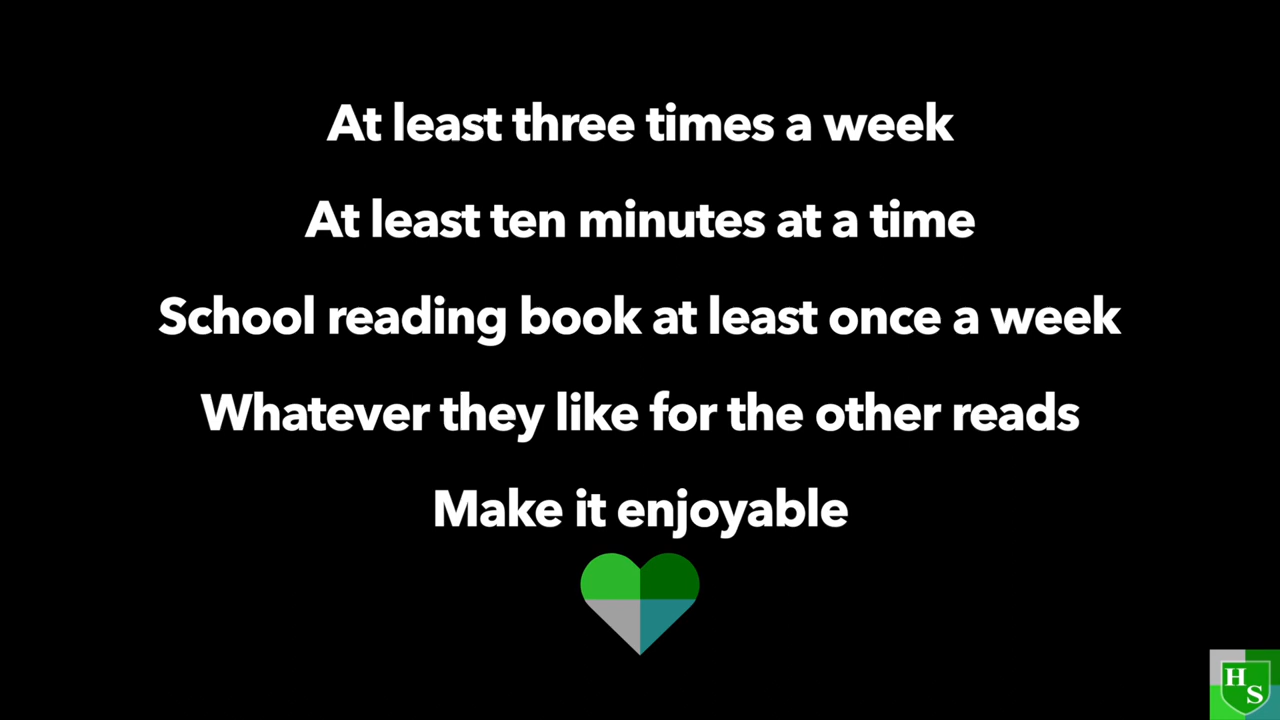 At least three times a week
At least ten minutes at a time
School reading book at least once a week
Whatever they like for the other reads
Make it enjoyable
H
S